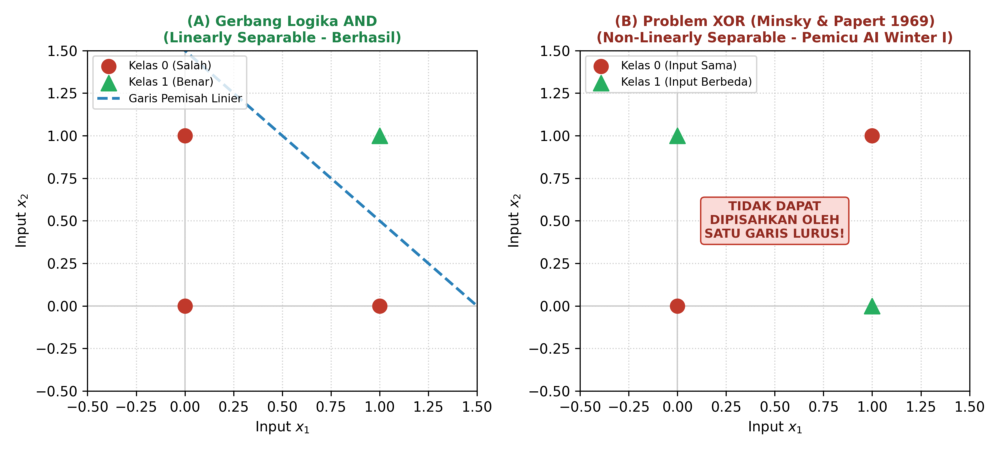 (A) Gerbang Logika AND
(Linearly Separable - Berhasil)
Kelas 0 (Salah)
Kelas 1 (Benar)
Garis Pemisah Linier
1.50
1.25
1.00
0.75
0.50
0.25
0.00
−0.25
−0.50
Input x₂
−0.50 −0.25 0.00 0.25 0.50 0.75 1.00 1.25 1.50
Input x₁
(B) Problem XOR (Minsky & Papert 1969)
(Non-Linearly Separable - Pemicu AI Winter I)
Kelas 0 (Input Sama)
Kelas 1 (Input Berbeda)
TIDAK DAPAT
DIPISAHKAN OLEH
SATU GARIS LURUS!
1.50
1.25
1.00
0.75
0.50
0.25
0.00
−0.25
−0.50
Input x₂
−0.50 −0.25 0.00 0.25 0.50 0.75 1.00 1.25 1.50
Input x₁